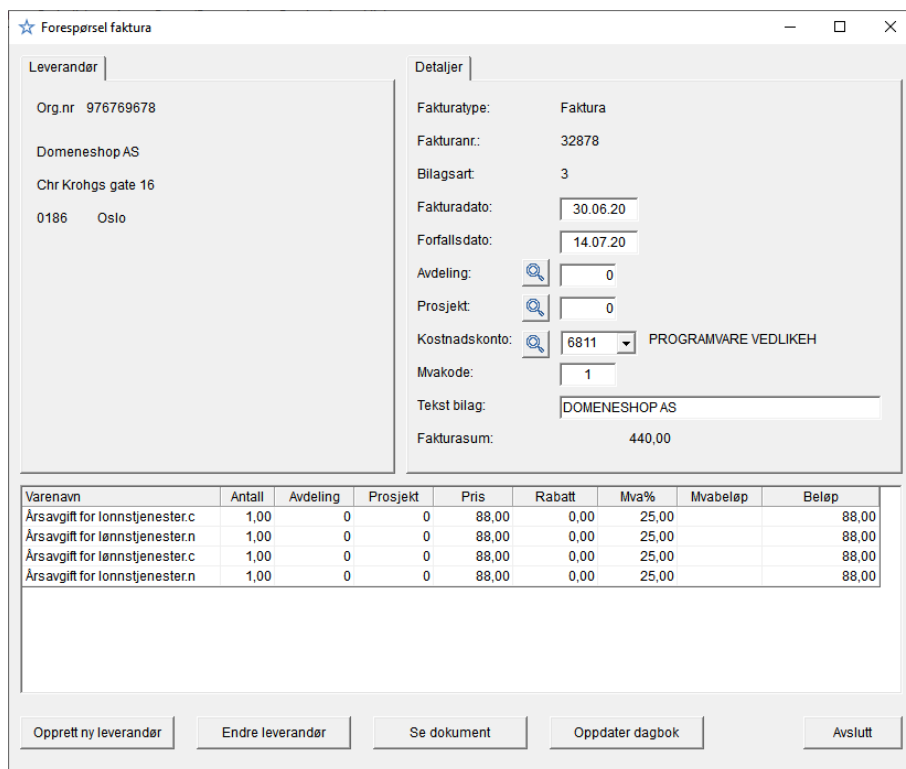 Forespørsel faktura
Leverandør
Org.nr 976769678
Domeneshop AS
Chr Krohgs gate 16
0186 Oslo
Detaljer
Fakturatype: Faktura
Fakturanr.: 32878
Bilagsart: 3
Fakturadato: 30.06.20
Forfallsdato: 14.07.20
Avdeling: 0
Prosjekt: 0
Kostnadskonto: 6811 PROGRAMVARE VEDLIKEH
Mvakode: 1
Tekst bilag: DOMENESHOP AS
Fakturasum: 440,00
Varenavn Antall Avdeling Prosjekt Pris Rabatt Mva% Mvabeløp Beløp
Årsavgift for lonnstjenester.c 1,00 0 0 88,00 0,00 25,00 88,00
Årsavgift for lønnstjenester.n 1,00 0 0 88,00 0,00 25,00 88,00
Årsavgift for lonnstjenester.c 1,00 0 0 88,00 0,00 25,00 88,00
Årsavgift for lonnstjenester.n 1,00 0 0 88,00 0,00 25,00 88,00
Opprett ny leverandør Endre leverandør Se dokument Oppdater dagbok Avslutt